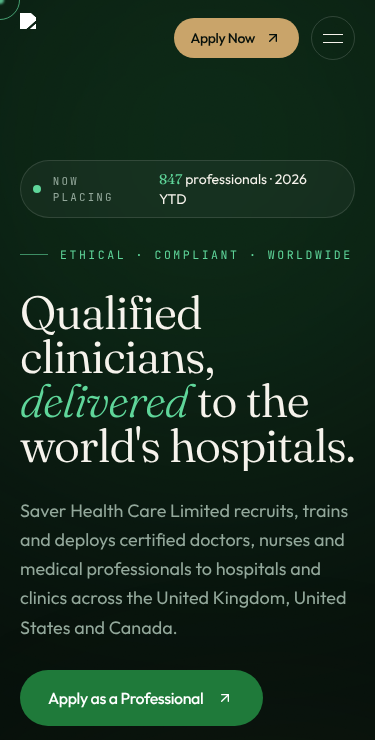 Apply Now
NOW
PLACING
847 professionals · 2026
YTD
ETHICAL · COMPLIANT · WORLDWIDE
Qualified
clinicians,
delivered to the
world's hospitals.
Saver Health Care Limited recruits, trains
and deploys certified doctors, nurses and
medical professionals to hospitals and
clinics across the United Kingdom, United
States and Canada.
Apply as a Professional